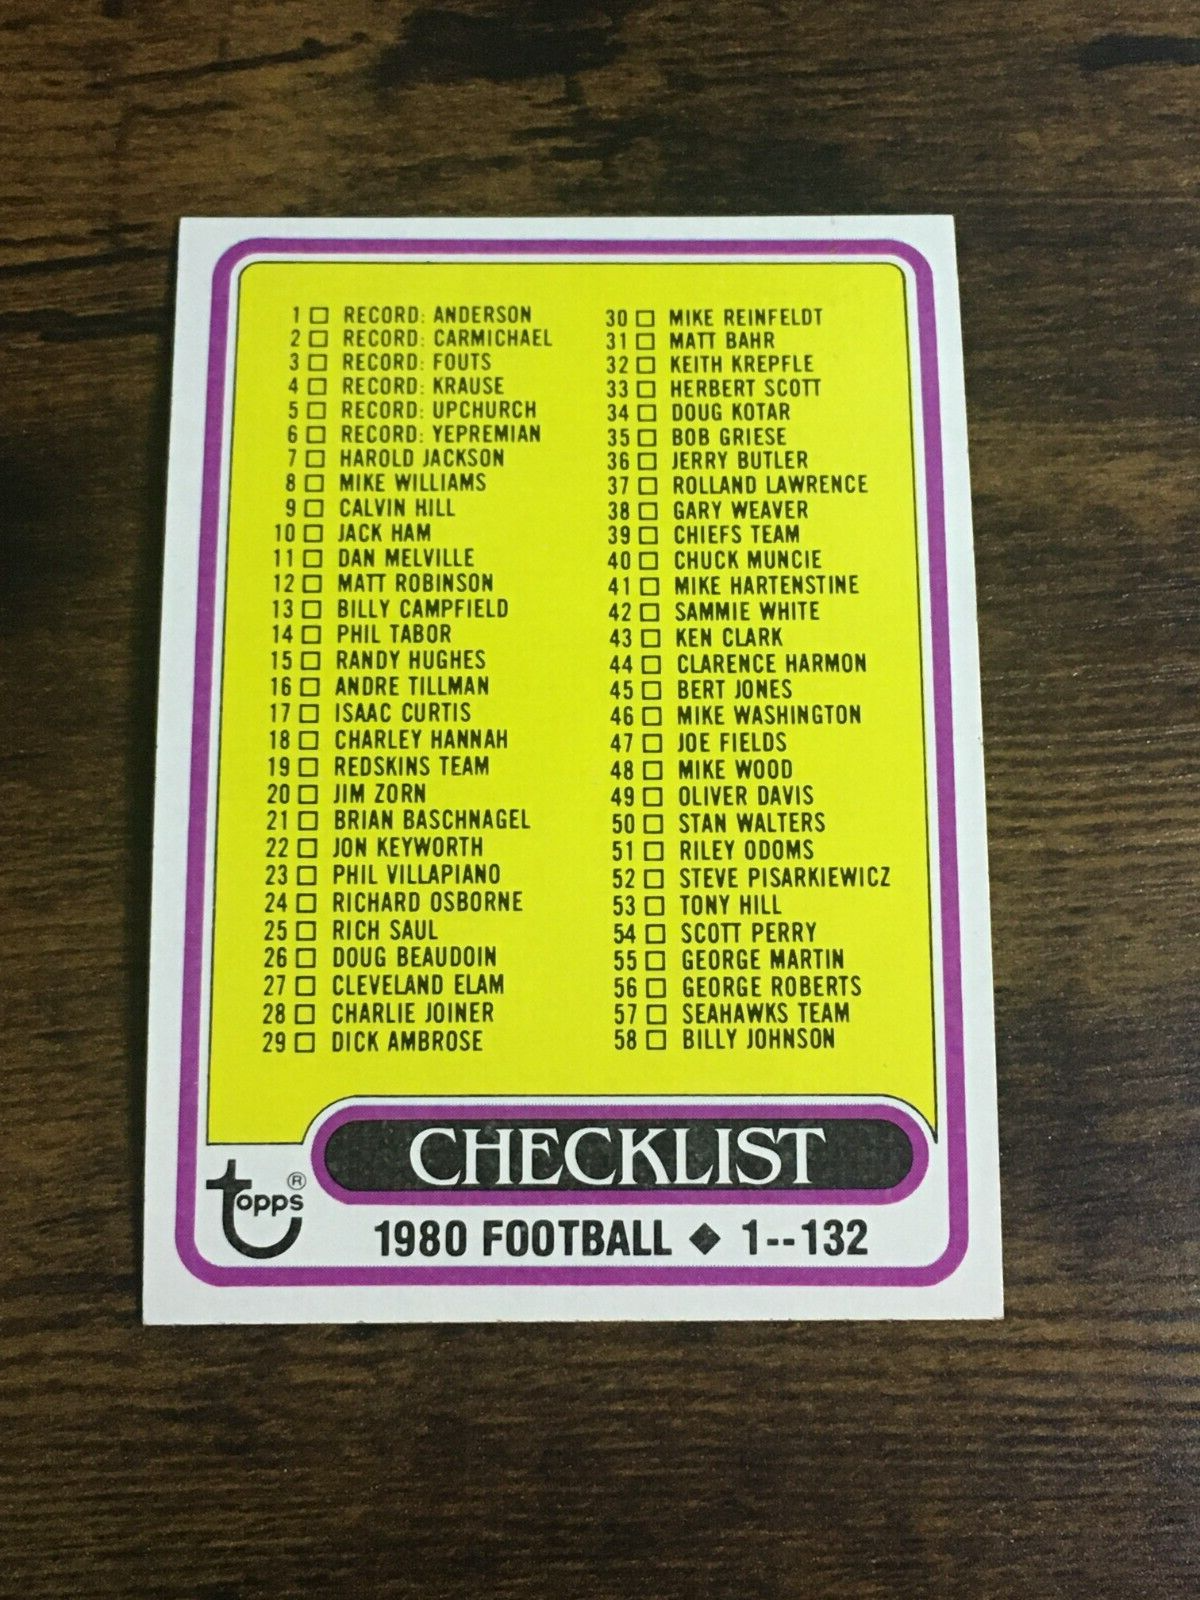 1 □ RECORD: ANDERSON
2 □ RECORD: CARMICHAEL
3 □ RECORD: FOUTS
4 □ RECORD: KRAUSE
5 □ RECORD: UPCHURCH
6 □ RECORD: YEPREMIAN
7 □ HAROLD JACKSON
8 □ MIKE WILLIAMS
9 □ CALVIN HILL
10 □ JACK HAM
11 □ DAN MELVILLE
12 □ MATT ROBINSON
13 □ BILLY CAMPFIELD
14 □ PHIL TABOR
15 □ RANDY HUGHES
16 □ ANDRE TILLMAN
17 □ ISAAC CURTIS
18 □ CHARLEY HANNAH
19 □ REDSKINS TEAM
20 □ JIM ZORN
21 □ BRIAN BASCHNAGEL
22 □ JON KEYWORTH
23 □ PHIL VILLAPIANO
24 □ RICHARD OSBORNE
25 □ RICH SAUL
26 □ DOUG BEAUDOIN
27 □ CLEVELAND ELAM
28 □ CHARLIE JOINER
29 □ DICK AMBROSE
30 □ MIKE REINFELDT
31 □ MATT BAHR
32 □ KEITH KREPFLE
33 □ HERBERT SCOTT
34 □ DOUG KOTAR
35 □ BOB GRIESE
36 □ JERRY BUTLER
37 □ ROLLAND LAWRENCE
38 □ GARY WEAVER
39 □ CHIEFS TEAM
40 □ CHUCK MUNCIE
41 □ MIKE HARTENSTINE
42 □ SAMMIE WHITE
43 □ KEN CLARK
44 □ CLARENCE HARMON
45 □ BERT JONES
46 □ MIKE WASHINGTON
47 □ JOE FIELDS
48 □ MIKE WOOD
49 □ OLIVER DAVIS
50 □ STAN WALTERS
51 □ RILEY ODOMS
52 □ STEVE PISARKIEWICZ
53 □ TONY HILL
54 □ SCOTT PERRY
55 □ GEORGE MARTIN
56 □ GEORGE ROBERTS
57 □ SEAHAWKS TEAM
58 □ BILLY JOHNSON
CHECKLIST
topps®
1980 FOOTBALL ◆ 1--132